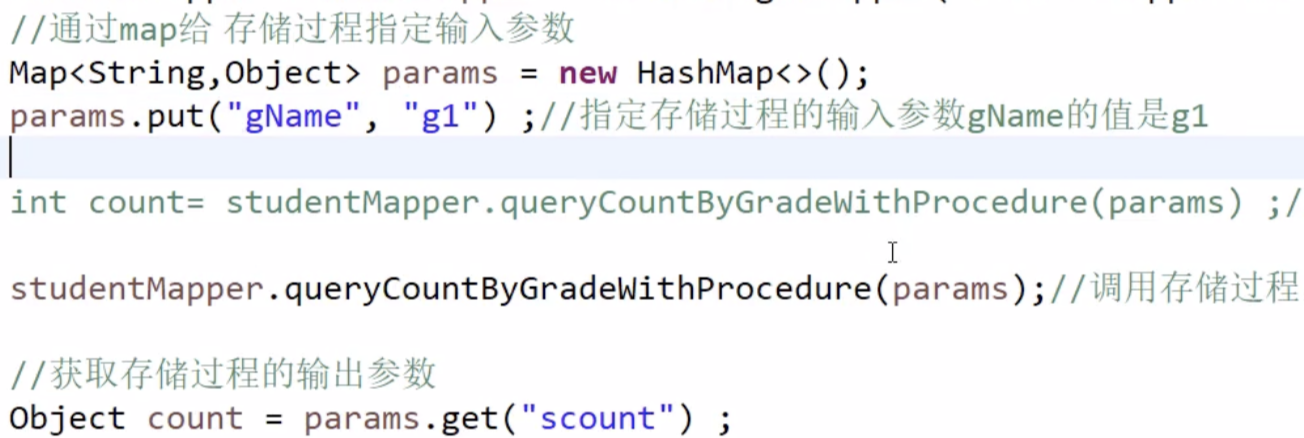 //通过map给 存储过程指定输入参数
Map<String,Object> params = new HashMap<>();
params.put("gName", "g1") ;//指定存储过程的输入参数gName的值是g1
int count= studentMapper.queryCountByGradeWithProcedure(params) ;/
studentMapper.queryCountByGradeWithProcedure(params);//调用存储过程
//获取存储过程的输出参数
Object count = params.get("scount") ;